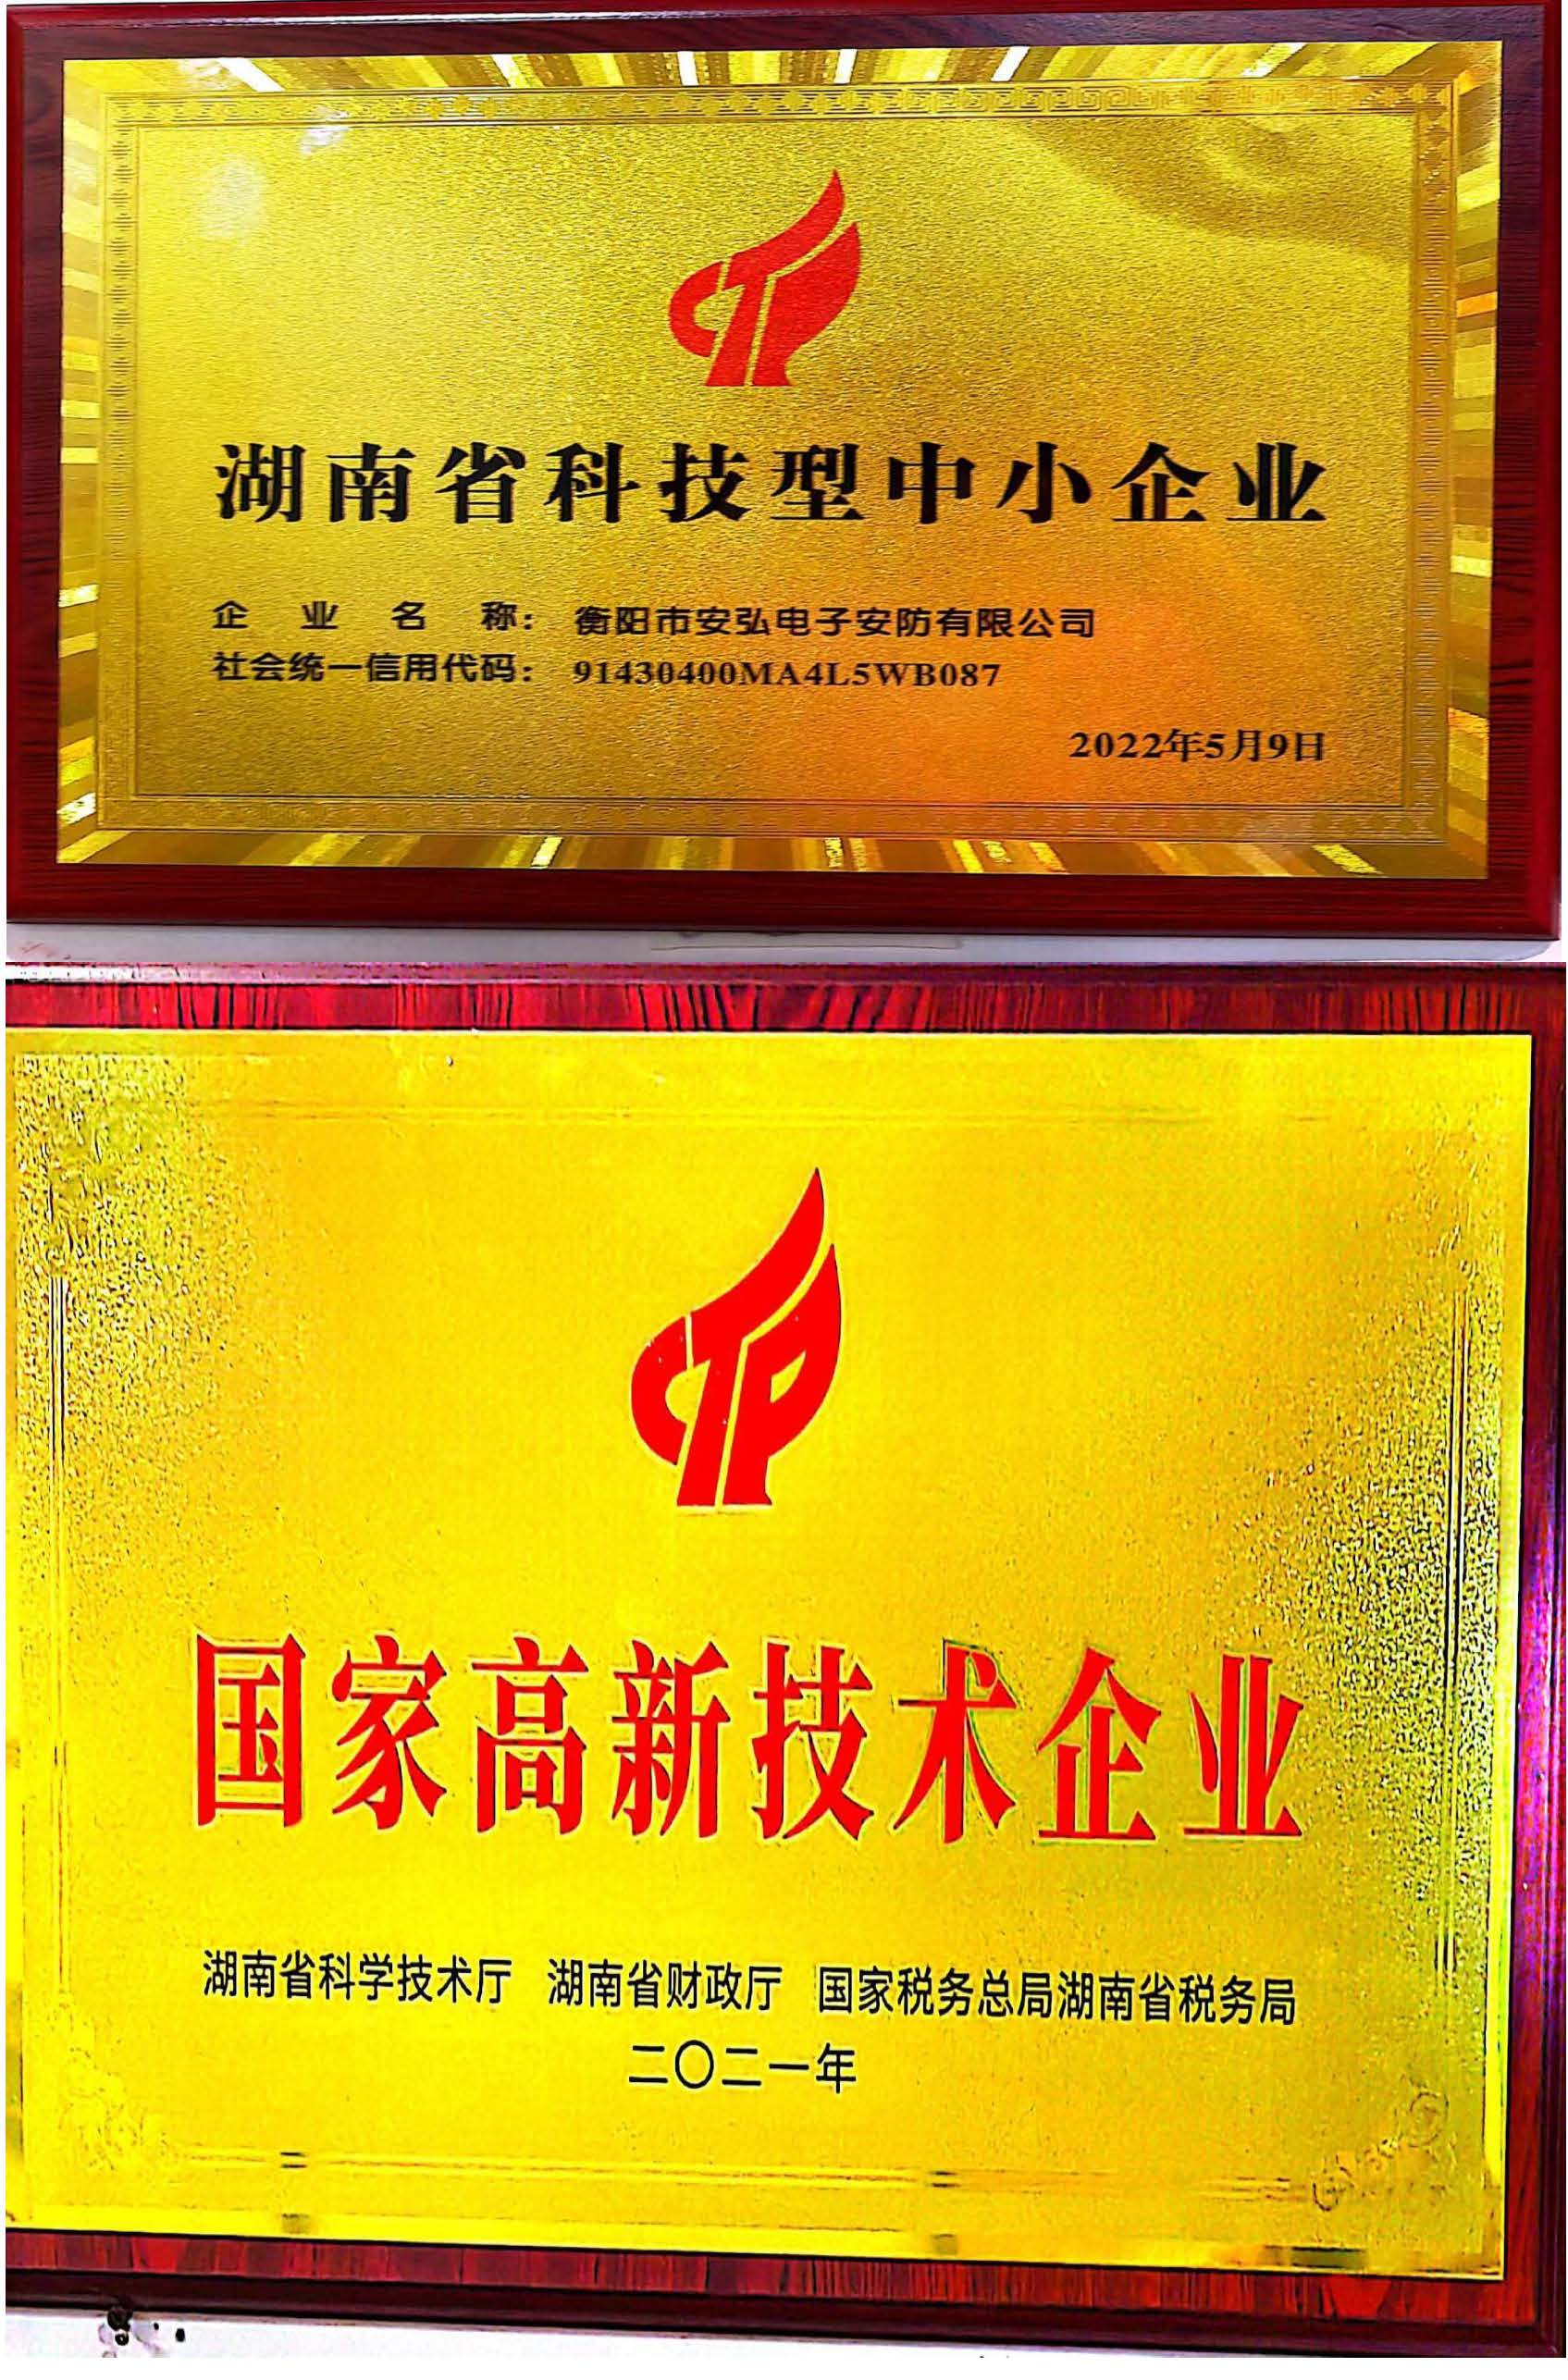 湖南省科技型中小企业
企业名称：衡阳市安弘电子安防有限公司
社会统一信用代码：91430400MA4L5WB087
2022年5月9日
国家高新技术企业
湖南省科学技术厅 湖南省财政厅 国家税务总局湖南省税务局
二〇二一年